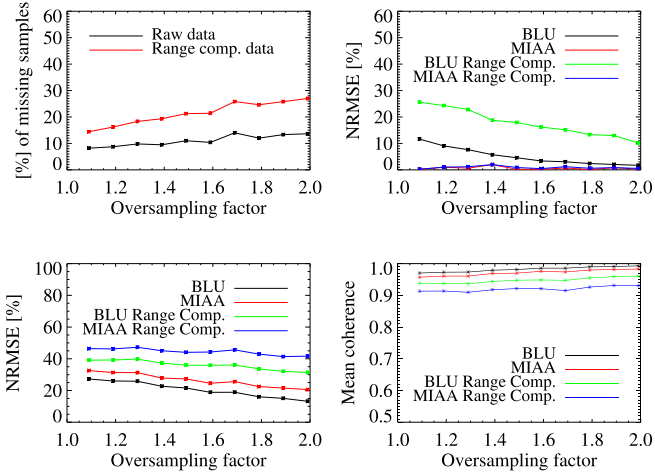 60
50
40
30
20
10
0
[%] of missing samples
Raw data
Range comp. data
1.0 1.2 1.4 1.6 1.8 2.0
Oversampling factor
60
50
40
30
20
10
0
NRMSE [%]
BLU
MIAA
BLU Range Comp.
MIAA Range Comp.
1.0 1.2 1.4 1.6 1.8 2.0
Oversampling factor
100
80
60
40
20
0
NRMSE [%]
BLU
MIAA
BLU Range Comp.
MIAA Range Comp.
1.0 1.2 1.4 1.6 1.8 2.0
Oversampling factor
1.0
0.9
0.8
0.7
0.6
0.5
Mean coherence
BLU
MIAA
BLU Range Comp.
MIAA Range Comp.
1.0 1.2 1.4 1.6 1.8 2.0
Oversampling factor